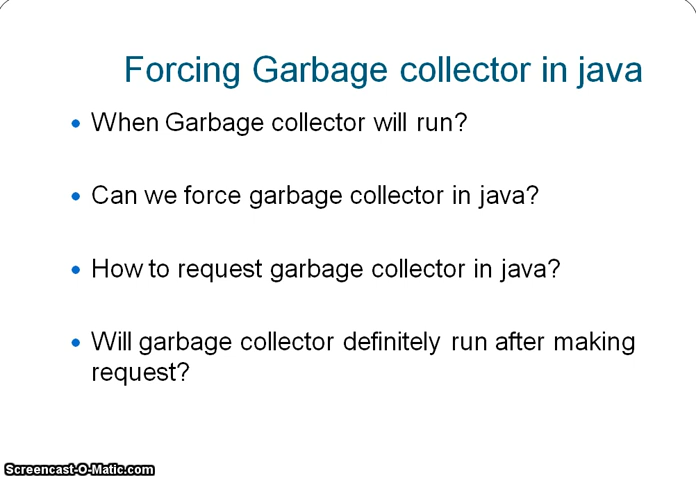 Forcing Garbage collector in java
• When Garbage collector will run?
• Can we force garbage collector in java?
• How to request garbage collector in java?
• Will garbage collector definitely run after making
request?
Screencast-O-Matic.com